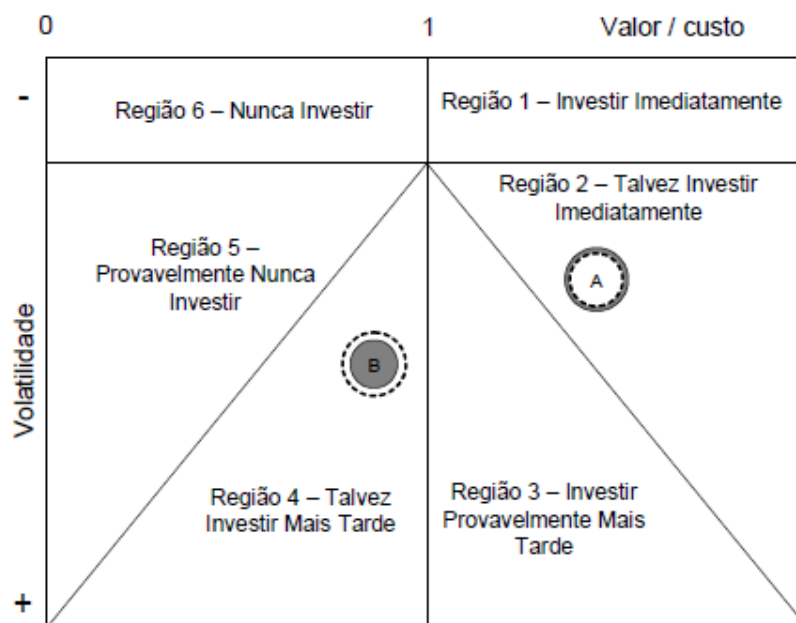 0
1
Valor / custo
-
Região 6 – Nunca Investir
Região 1 – Investir Imediatamente
Região 2 – Talvez Investir
Imediatamente
Região 5 –
Provavelmente Nunca
Investir
A
Volatilidade
B
Região 4 – Talvez
Investir Mais Tarde
Região 3 – Investir
Provavelmente Mais
Tarde
+